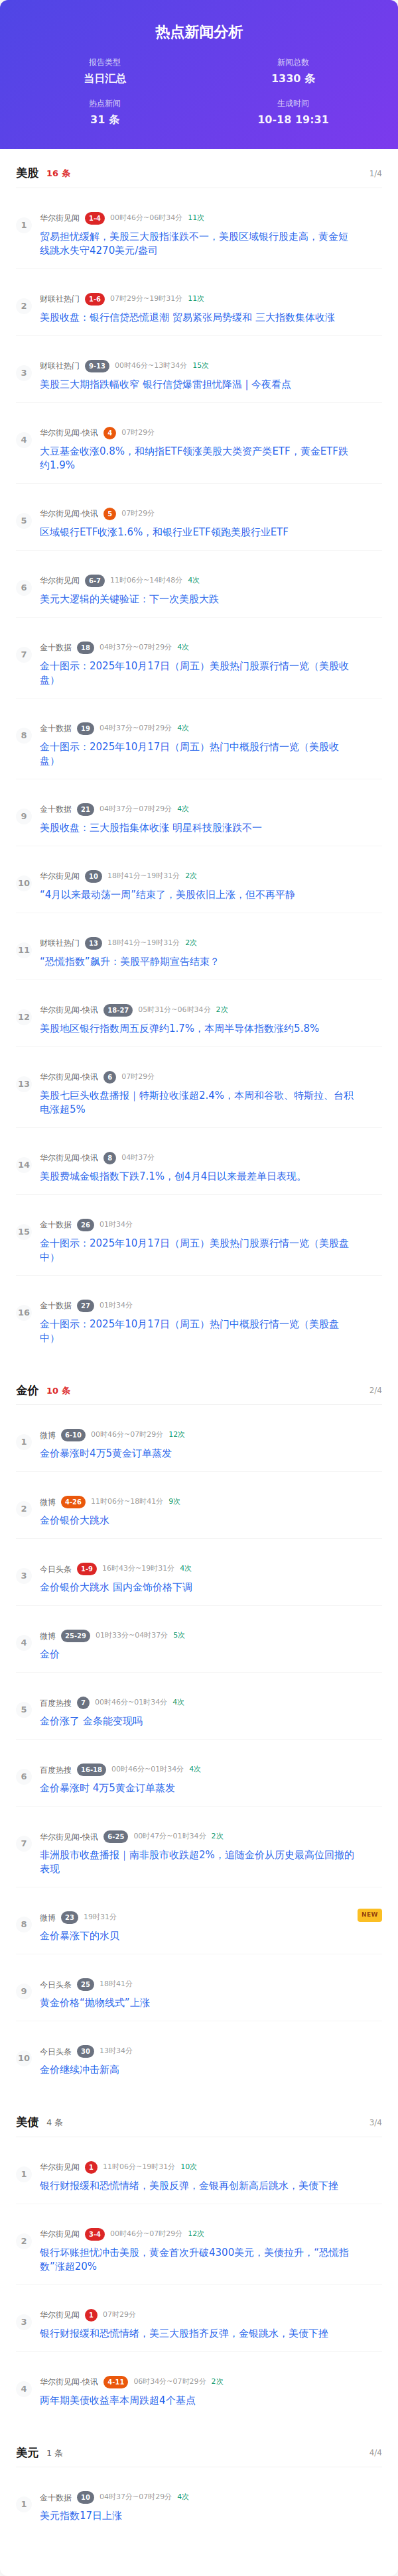 热点新闻分析
报告类型
新闻总数
当日汇总
1330 条
热点新闻
生成时间
31 条
10-18 19:31
美股 16 条 1/4
1
华尔街见闻 1-4 00时46分~06时34分 11次
贸易担忧缓解，美股三大股指涨跌不一，美股区域银行股走高，黄金短
线跳水失守4270美元/盎司
2
财联社热门 1-6 07时29分~19时31分 11次
美股收盘：银行信贷恐慌退潮 贸易紧张局势缓和 三大指数集体收涨
3
财联社热门 9-13 00时46分~13时34分 15次
美股三大期指跌幅收窄 银行信贷爆雷担忧降温 | 今夜看点
4
华尔街见闻-快讯 4 07时29分
大豆基金收涨0.8%，和纳指ETF领涨美股大类资产类ETF，黄金ETF跌
约1.9%
5
华尔街见闻-快讯 5 07时29分
区域银行ETF收涨1.6%，和银行业ETF领跑美股行业ETF
6
华尔街见闻 6-7 11时06分~14时48分 4次
美元大逻辑的关键验证：下一次美股大跌
7
金十数据 18 04时37分~07时29分 4次
金十图示：2025年10月17日（周五）美股热门股票行情一览（美股收
盘）
8
金十数据 19 04时37分~07时29分 4次
金十图示：2025年10月17日（周五）热门中概股行情一览（美股收
盘）
9
金十数据 21 04时37分~07时29分 4次
美股收盘：三大股指集体收涨 明星科技股涨跌不一
10
华尔街见闻 10 18时41分~19时31分 2次
“4月以来最动荡一周”结束了，美股依旧上涨，但不再平静
11
财联社热门 13 18时41分~19时31分 2次
“恐慌指数”飙升：美股平静期宣告结束？
12
华尔街见闻-快讯 18-27 05时31分~06时34分 2次
美股地区银行指数周五反弹约1.7%，本周半导体指数涨约5.8%
13
华尔街见闻-快讯 6 07时29分
美股七巨头收盘播报｜特斯拉收涨超2.4%，本周和谷歌、特斯拉、台积
电涨超5%
14
华尔街见闻-快讯 8 04时37分
美股费城金银指数下跌7.1%，创4月4日以来最差单日表现。
15
金十数据 26 01时34分
金十图示：2025年10月17日（周五）美股热门股票行情一览（美股盘
中）
16
金十数据 27 01时34分
金十图示：2025年10月17日（周五）热门中概股行情一览（美股盘
中）
金价 10 条 2/4
1
微博 6-10 00时46分~07时29分 12次
金价暴涨时4万5黄金订单蒸发
2
微博 4-26 11时06分~18时41分 9次
金价银价大跳水
3
今日头条 1-9 16时43分~19时31分 4次
金价银价大跳水 国内金饰价格下调
4
微博 25-29 01时33分~04时37分 5次
金价
5
百度热搜 7 00时46分~01时34分 4次
金价涨了 金条能变现吗
6
百度热搜 16-18 00时46分~01时34分 4次
金价暴涨时 4万5黄金订单蒸发
7
华尔街见闻-快讯 6-25 00时47分~01时34分 2次
非洲股市收盘播报｜南非股市收跌超2%，追随金价从历史最高位回撤的
表现
8
微博 23 19时31分 NEW
金价暴涨下的水贝
9
今日头条 25 18时41分
黄金价格“抛物线式”上涨
10
今日头条 30 13时34分
金价继续冲击新高
美债 4 条 3/4
1
华尔街见闻 1 11时06分~19时31分 10次
银行财报缓和恐慌情绪，美股反弹，金银再创新高后跳水，美债下挫
2
华尔街见闻 3-4 00时46分~07时29分 12次
银行坏账担忧冲击美股，黄金首次升破4300美元，美债拉升，“恐慌指
数”涨超20%
3
华尔街见闻 1 07时29分
银行财报缓和恐慌情绪，美三大股指齐反弹，金银跳水，美债下挫
4
华尔街见闻-快讯 4-11 06时34分~07时29分 2次
两年期美债收益率本周跌超4个基点
美元 1 条 4/4
1
金十数据 10 04时37分~07时29分 4次
美元指数17日上涨